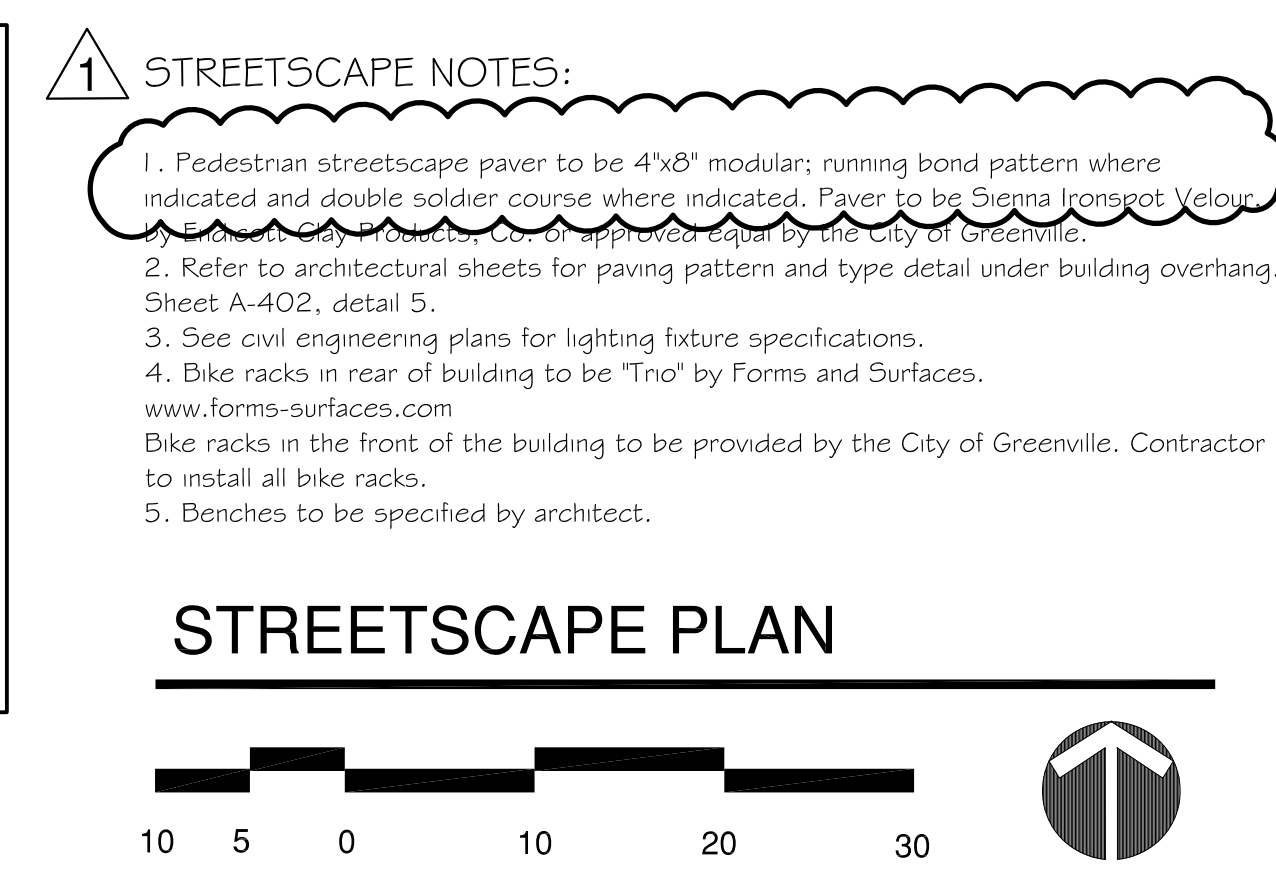 1 STREETSCAPE NOTES:
1. Pedestrian streetscape paver to be 4"x8" modular; running bond pattern where
indicated and double soldier course where indicated. Paver to be Sienna Ironspot Velour,
by Endicott Clay Products, Co. or approved equal by the City of Greenville.
2. Refer to architectural sheets for paving pattern and type detail under building overhang.
Sheet A-402, detail 5.
3. See civil engineering plans for lighting fixture specifications.
4. Bike racks in rear of building to be "Trio" by Forms and Surfaces.
www.forms-surfaces.com
Bike racks in the front of the building to be provided by the City of Greenville. Contractor
to install all bike racks.
5. Benches to be specified by architect.
STREETSCAPE PLAN
10 5 0 10 20 30